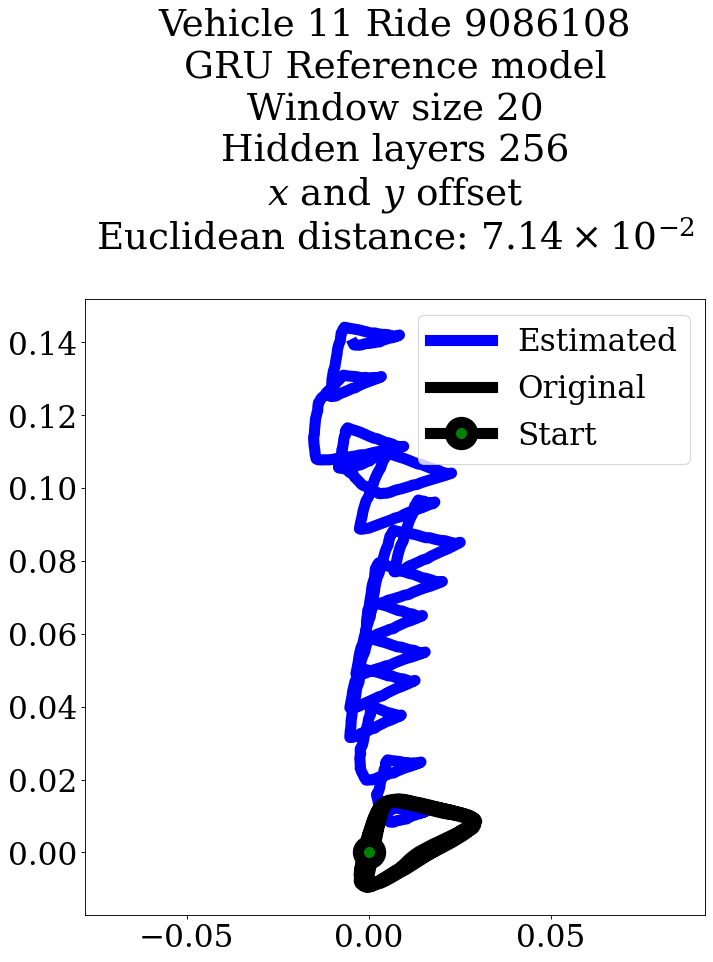 Vehicle 11 Ride 9086108
GRU Reference model
Window size 20
Hidden layers 256
x and y offset
Euclidean distance: 7.14 × 10⁻²
Estimated
Original
Start
0.14
0.12
0.10
0.08
0.06
0.04
0.02
0.00
−0.05 0.00 0.05